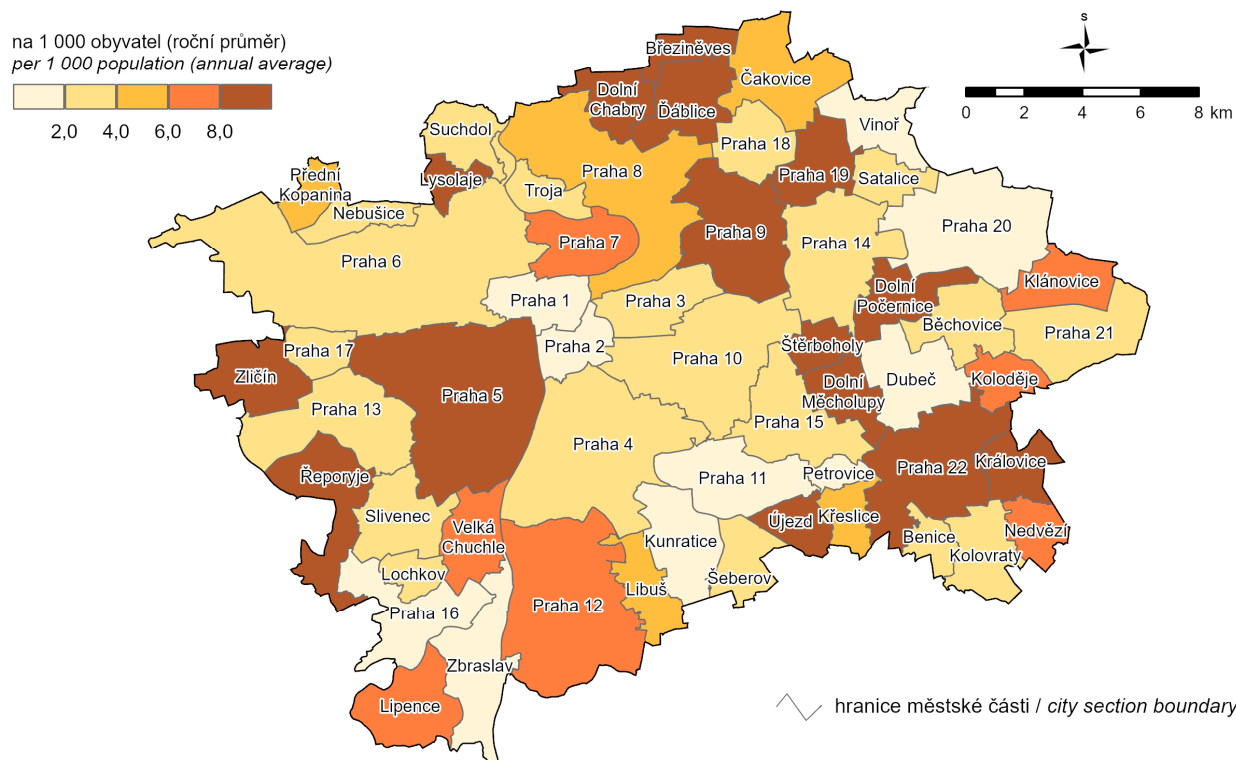 na 1 000 obyvatel (roční průměr)
per 1 000 population (annual average)
2,0 4,0 6,0 8,0
S
0 2 4 6 8 km
Březiněves
Čakovice
Dolní
Chabry
Ďáblice
Vinoř
Suchdol
Praha 18
Praha 8
Praha 19
Přední
Kopanina
Lysolaje
Satalice
Troja
Nebušice
Praha 20
Praha 7
Praha 9
Praha 14
Praha 6
Klánovice
Dolní
Počernice
Praha 1
Praha 3
Běchovice
Praha 21
Praha 2
Štěrboholy
Praha 17
Praha 10
Zličín
Dubeč
Koloděje
Dolní
Měcholupy
Praha 5
Praha 13
Praha 15
Praha 4
Královice
Praha 22
Řeporyje
Praha 11
Petrovice
Slivenec
Újezd
Křeslice
Velká
Chuchle
Nedvězí
Benice
Kunratice
Kolovraty
Lochkov
Šeberov
Libuš
Praha 12
Praha 16
Zbraslav
Lipence
hranice městské části / city section boundary